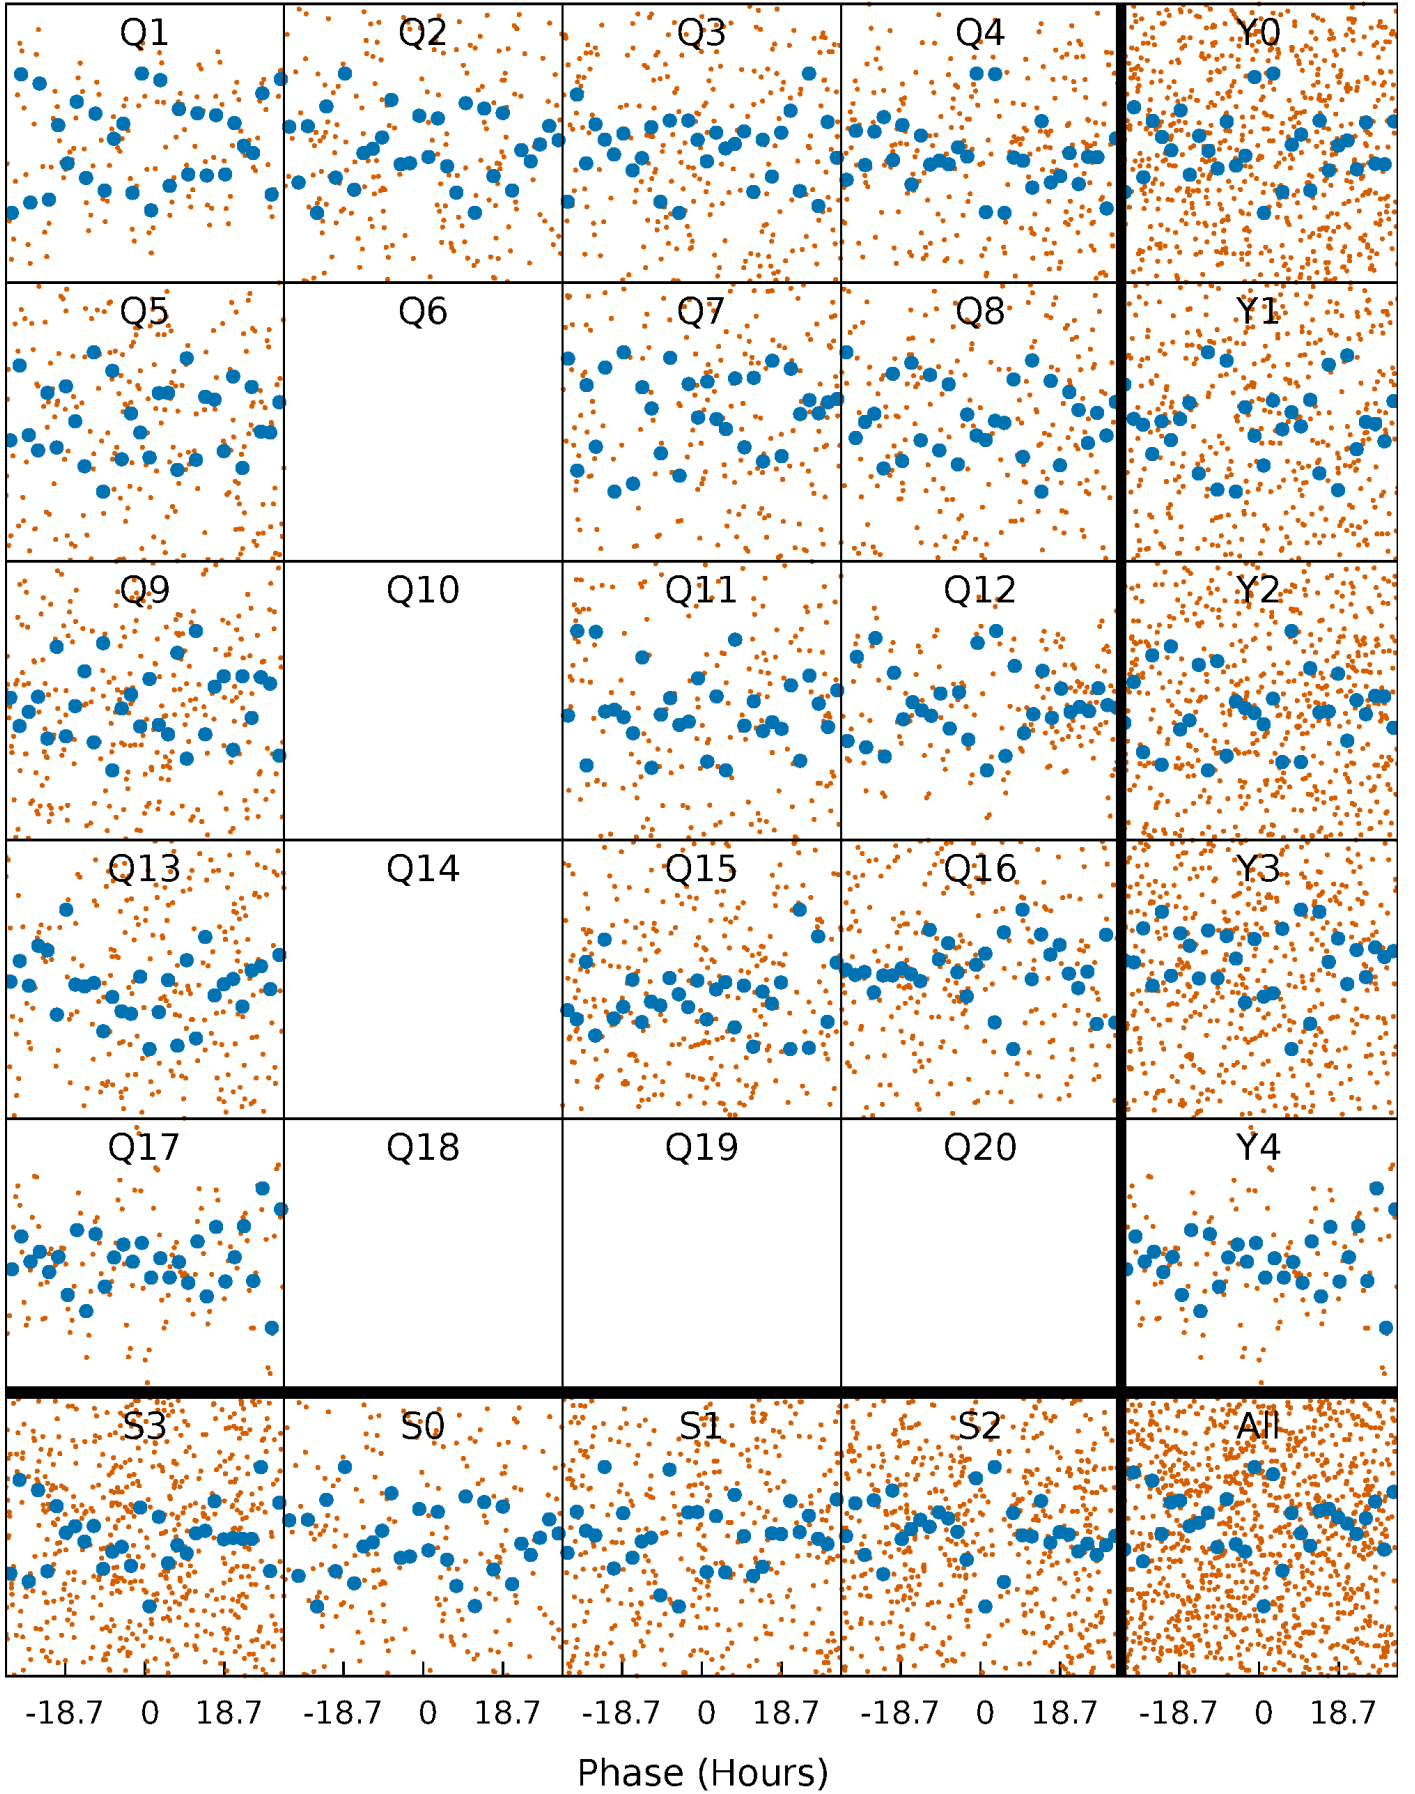 Q1 Q2 Q3 Q4 Y0
Q5 Q6 Q7 Q8 Y1
Q9 Q10 Q11 Q12 Y2
Q13 Q14 Q15 Q16 Y3
Q17 Q18 Q19 Q20 Y4
S3 S0 S1 S2 All
-18.7 0 18.7 -18.7 0 18.7 -18.7 0 18.7 -18.7 0 18.7 -18.7 0 18.7
Phase (Hours)